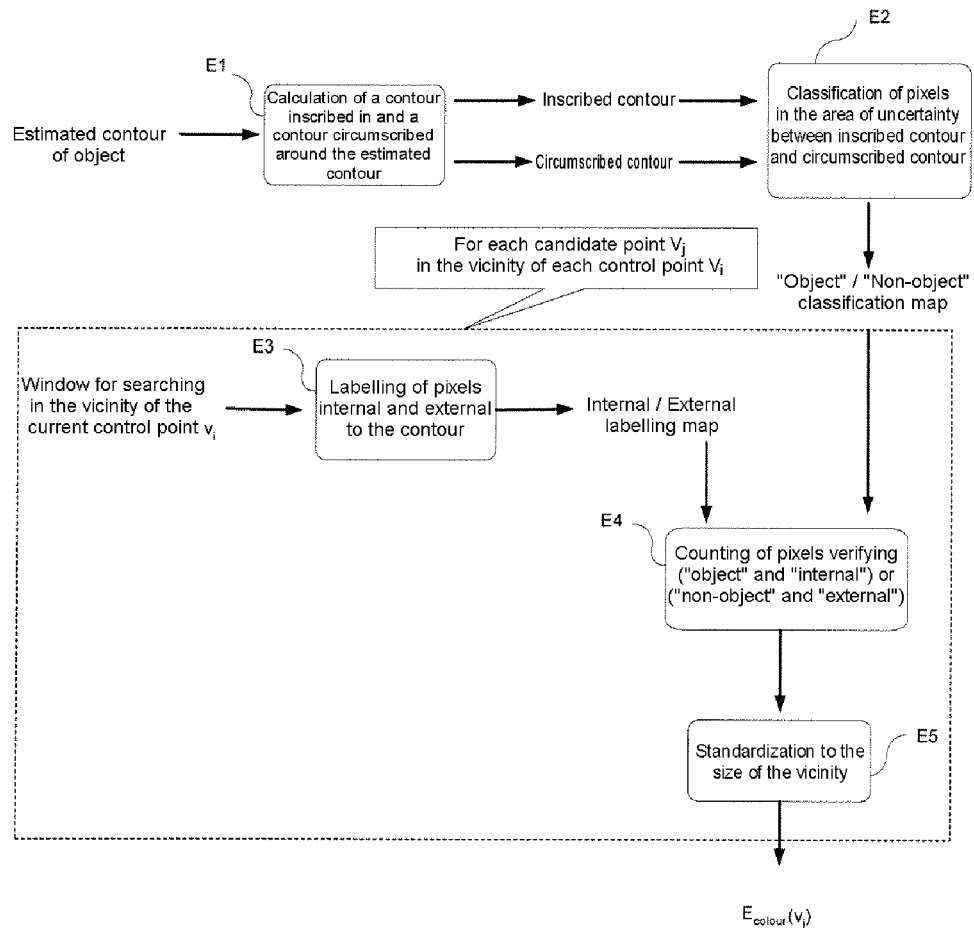 E2
E1
Calculation of a contour
inscribed in and a
contour circumscribed
around the estimated
contour
Inscribed contour
Circumscribed contour
Classification of pixels
in the area of uncertainty
between inscribed contour
and circumscribed contour
Estimated contour
of object
For each candidate point Vj
in the vicinity of each control point Vi
"Object" / "Non-object"
classification map
E3
Window for searching
in the vicinity of the
current control point vi
Labelling of pixels
internal and external
to the contour
Internal / External
labelling map
E4
Counting of pixels verifying
("object" and "internal") or
("non-object" and "external")
E5
Standardization to the
size of the vicinity
Ecolour(vj)